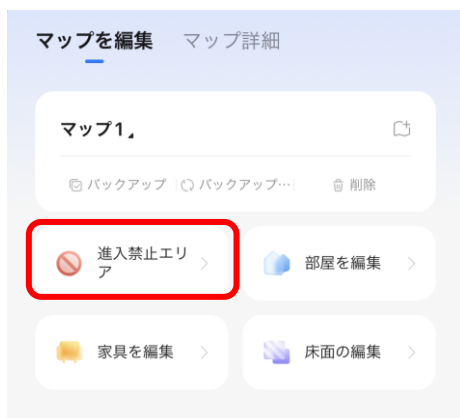 マップを編集 マップ詳細
マップ1
バックアップ バックアップ… 削除
進入禁止エリ
ア
部屋を編集
家具を編集 床面の編集